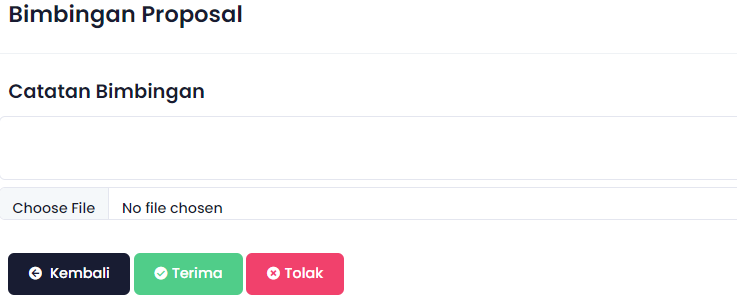 Bimbingan Proposal
Catatan Bimbingan
Choose File No file chosen
Kembali Terima Tolak